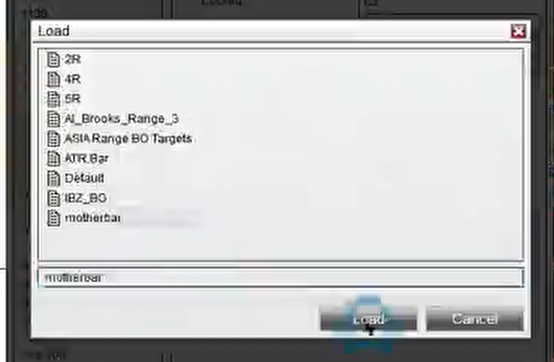 Load
2R
4R
5R
Al_Brooks_Range_3
ASIA Range BO Targets
ATR Bar
Default
IBZ_BO
motherbar
motherbar
Load
Cancel